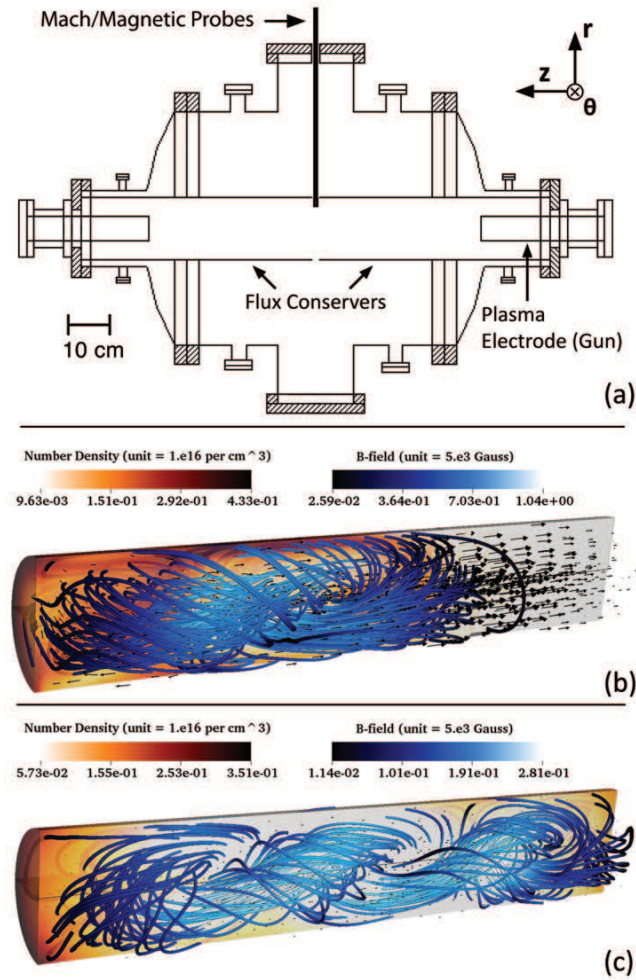 Mach/Magnetic Probes
r
z
θ
Flux Conservers
Plasma
Electrode (Gun)
10 cm
(a)
Number Density (unit = 1.e16 per cm^3)
B-field (unit = 5.e3 Gauss)
9.63e-03 1.51e-01 2.92e-01 4.33e-01
2.59e-02 3.64e-01 7.03e-01 1.04e+00
(b)
Number Density (unit = 1.e16 per cm^3)
B-field (unit = 5.e3 Gauss)
5.73e-02 1.55e-01 2.53e-01 3.51e-01
1.14e-02 1.01e-01 1.91e-01 2.81e-01
(c)